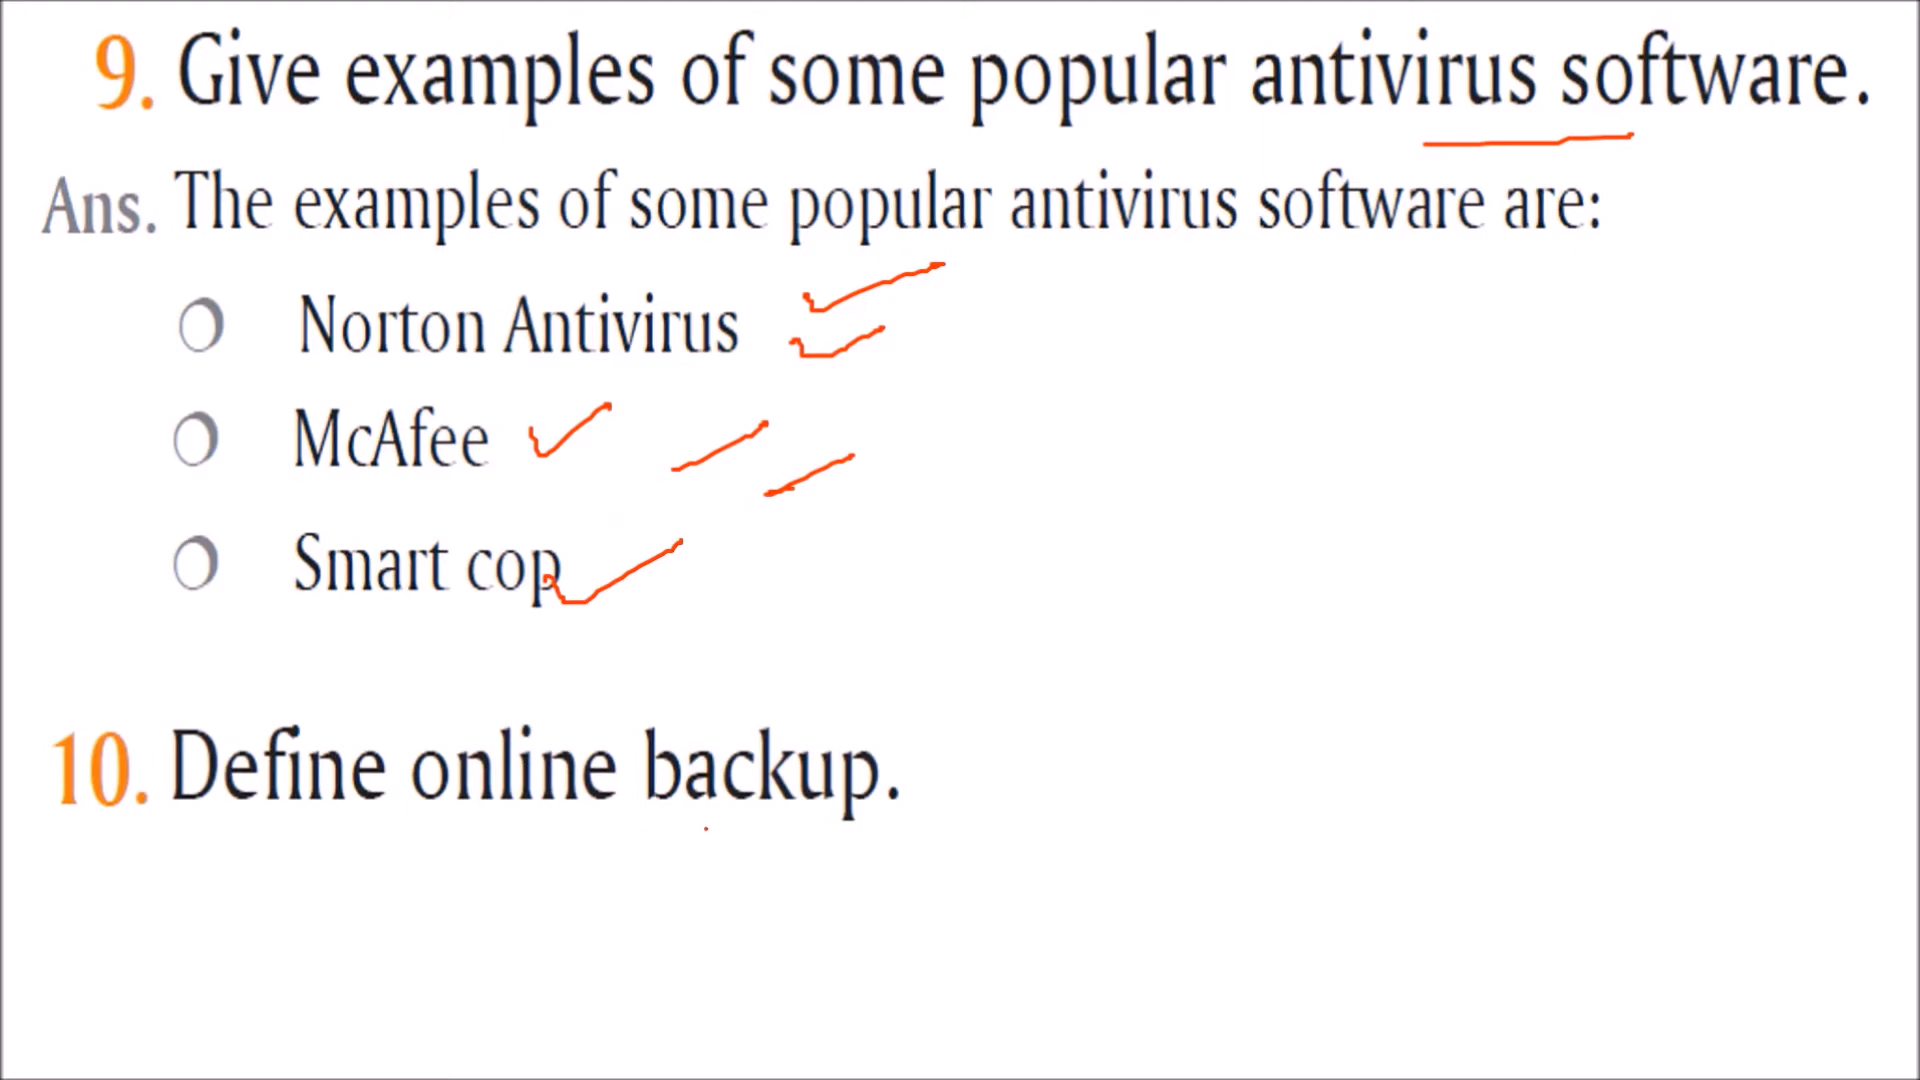 9. Give examples of some popular antivirus software.
Ans. The examples of some popular antivirus software are:
Norton Antivirus
McAfee
Smart cop
10. Define online backup.